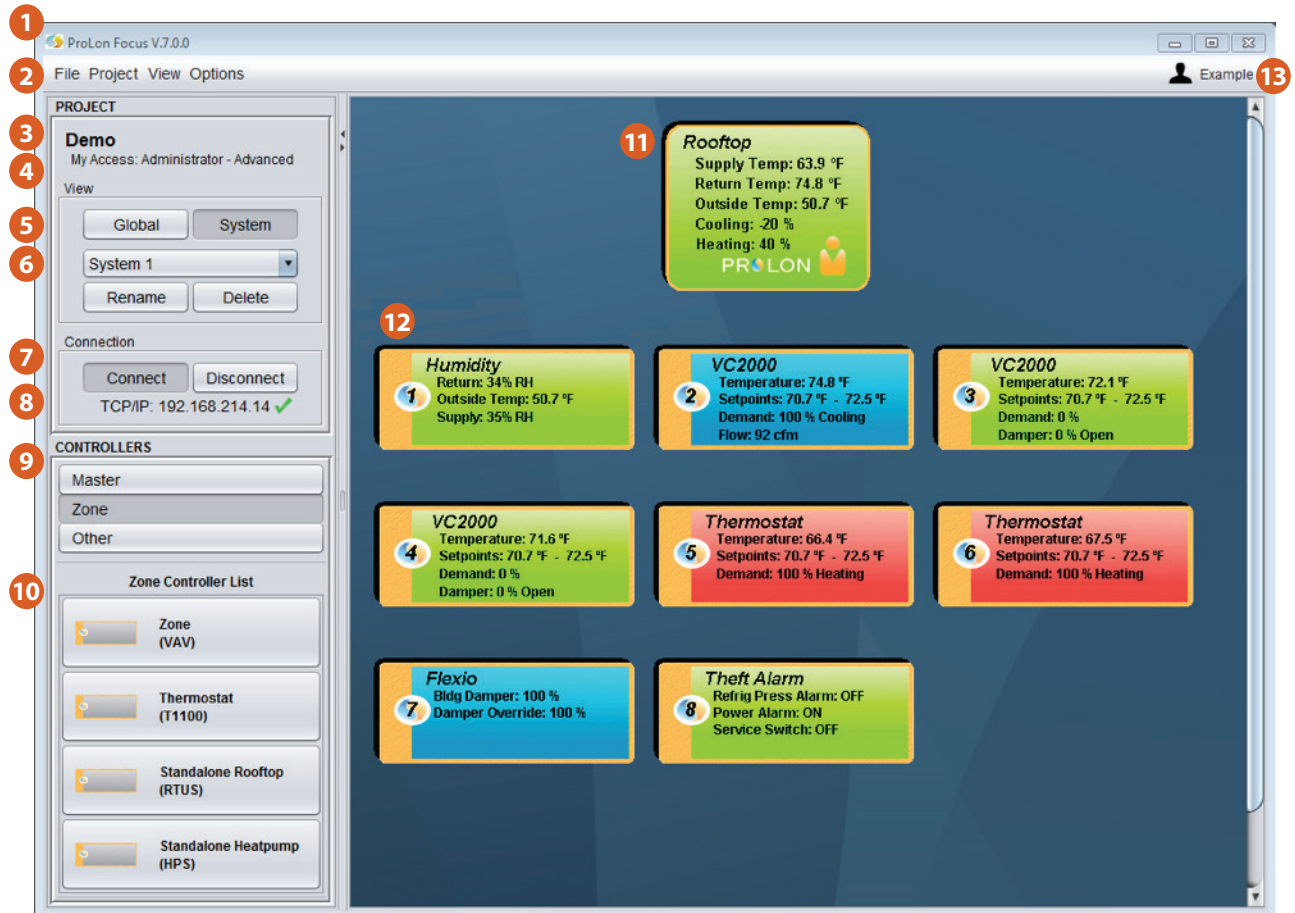 1
ProLon Focus V.7.0.0
2
File Project View Options
Example
13
PROJECT
3
Demo
My Access: Administrator - Advanced
4
View
5
Global
System
6
System 1
Rename
Delete
Connection
7
Connect
Disconnect
8
TCP/IP: 192.168.214.14
CONTROLLERS
9
Master
Zone
Other
10
Zone Controller List
Zone
(VAV)
Thermostat
(T1100)
Standalone Rooftop
(RTUS)
Standalone Heatpump
(HPS)
11
Rooftop
Supply Temp: 63.9 °F
Return Temp: 74.8 °F
Outside Temp: 50.7 °F
Cooling: -20 %
Heating: 40 %
PROLON
12
1
Humidity
Return: 34% RH
Outside Temp: 50.7 °F
Supply: 35% RH
2
VC2000
Temperature: 74.8 °F
Setpoints: 70.7 °F - 72.5 °F
Demand: 100 % Cooling
Flow: 92 cfm
3
VC2000
Temperature: 72.1 °F
Setpoints: 70.7 °F - 72.5 °F
Demand: 0 %
Damper: 0 % Open
4
VC2000
Temperature: 71.6 °F
Setpoints: 70.7 °F - 72.5 °F
Demand: 0 %
Damper: 0 % Open
5
Thermostat
Temperature: 66.4 °F
Setpoints: 70.7 °F - 72.5 °F
Demand: 100 % Heating
6
Thermostat
Temperature: 67.5 °F
Setpoints: 70.7 °F - 72.5 °F
Demand: 100 % Heating
7
Flexio
Bldg Damper: 100 %
Damper Override: 100 %
8
Theft Alarm
Refrig Press Alarm: OFF
Power Alarm: ON
Service Switch: OFF